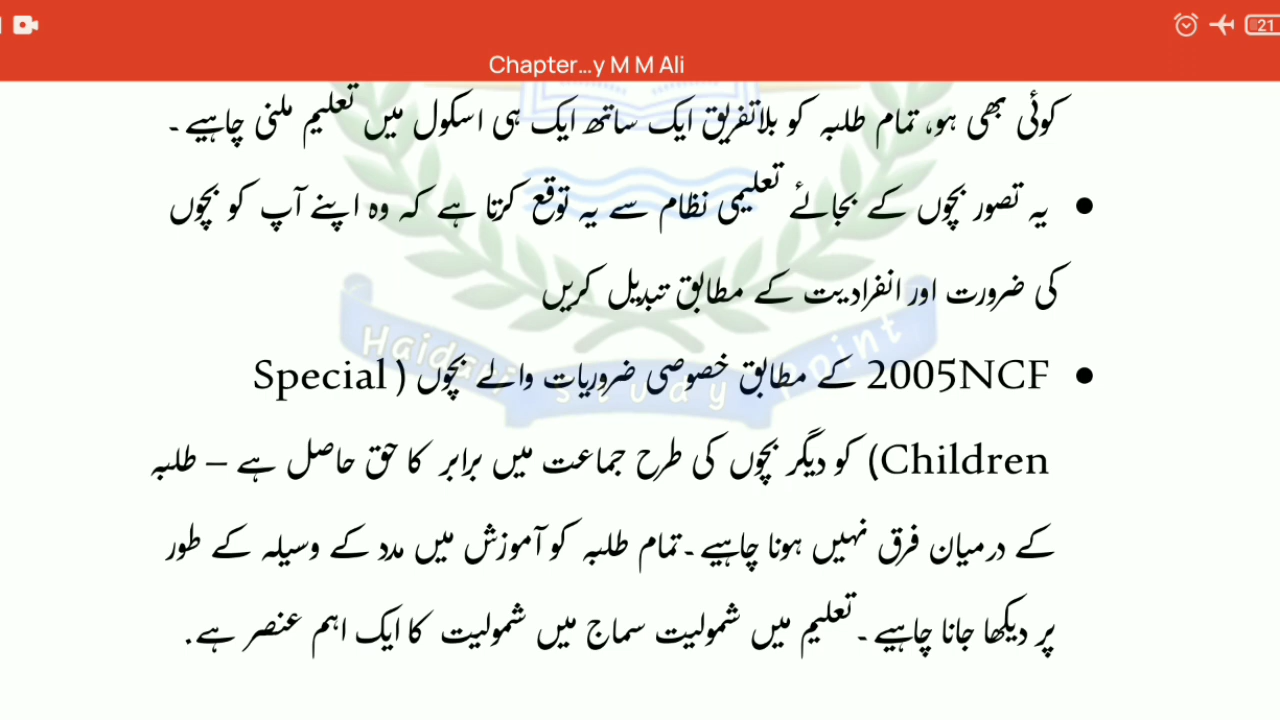 21
Chapter...y M M Ali
کوئی بھی ہو، تمام طلبہ کو بلاتفریق ایک ساتھ ایک ہی اسکول میں تعلیم ملنی چاہیے۔
• یہ تصور بچوں کے بجائے تعلیمی نظام سے یہ توقع کرتا ہے کہ وہ اپنے آپ کو بچوں
کی ضرورت اور انفرادیت کے مطابق تبدیل کریں
• 2005NCF کے مطابق خصوصی ضروریات والے بچوں (Special
Children) کو دیگر بچوں کی طرح جماعت میں برابر کا حق حاصل ہے – طلبہ
کے درمیان فرق نہیں ہونا چاہیے۔تمام طلبہ کو آموزش میں مدد کے وسیلہ کے طور
پر دیکھا جانا چاہیے۔تعلیم میں شمولیت سماج میں شمولیت کا ایک اہم عنصر ہے.
Haidari Study Point